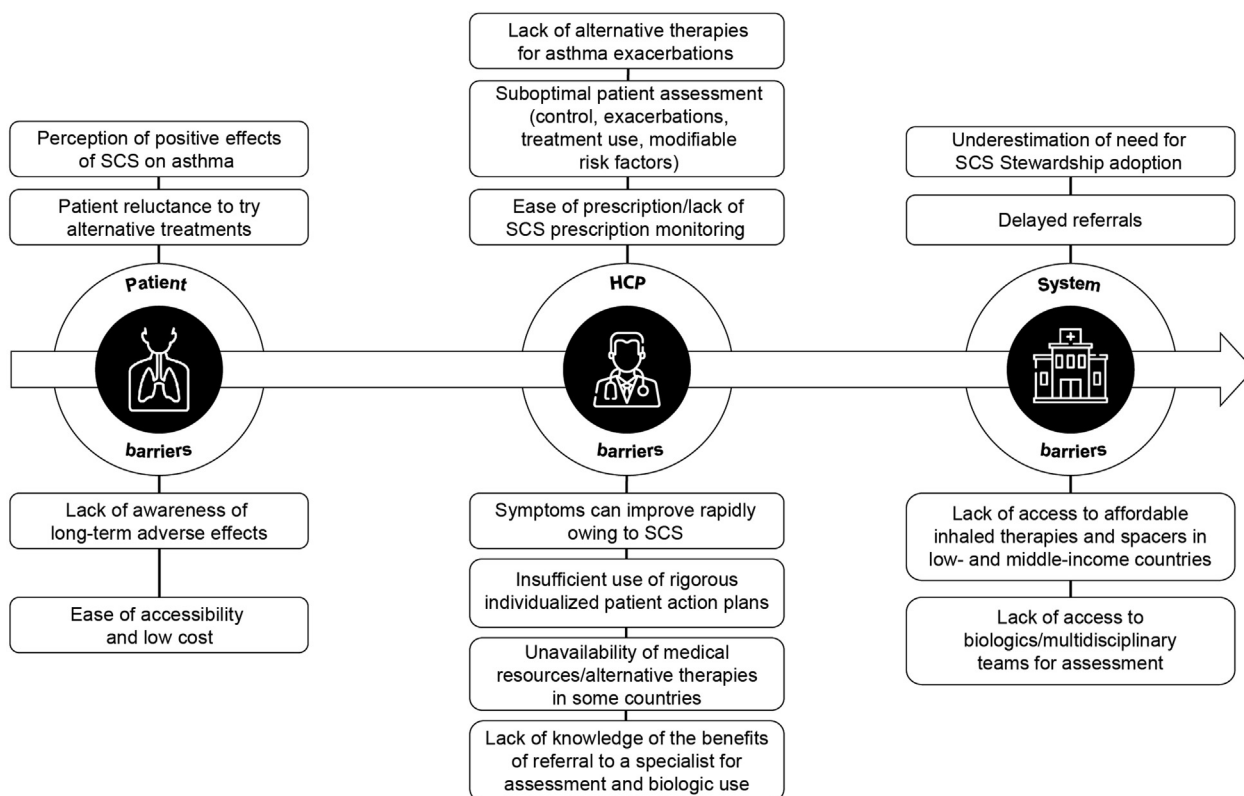 Perception of positive effects
of SCS on asthma
Patient reluctance to try
alternative treatments
Patient
barriers
Lack of awareness of
long-term adverse effects
Ease of accessibility
and low cost
Lack of alternative therapies
for asthma exacerbations
Suboptimal patient assessment
(control, exacerbations,
treatment use, modifiable
risk factors)
Ease of prescription/lack of
SCS prescription monitoring
HCP
barriers
Symptoms can improve rapidly
owing to SCS
Insufficient use of rigorous
individualized patient action plans
Unavailability of medical
resources/alternative therapies
in some countries
Lack of knowledge of the benefits
of referral to a specialist for
assessment and biologic use
Underestimation of need for
SCS Stewardship adoption
Delayed referrals
System
barriers
Lack of access to affordable
inhaled therapies and spacers in
low- and middle-income countries
Lack of access to
biologics/multidisciplinary
teams for assessment